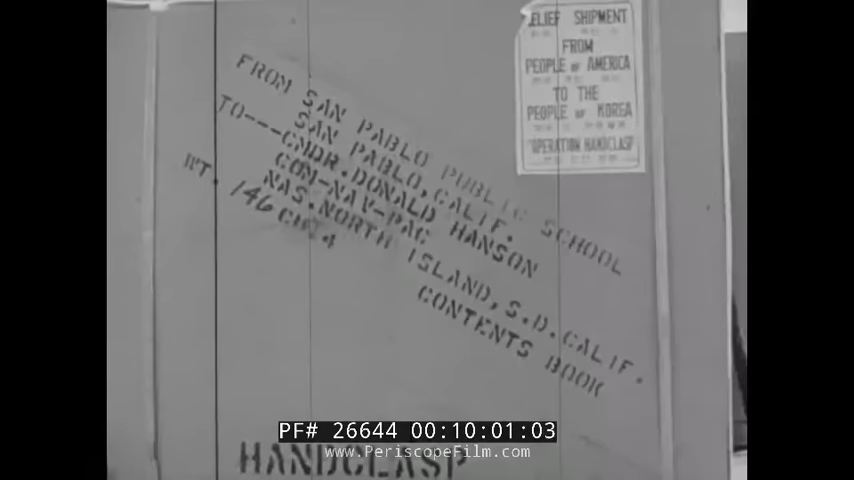 RELIEF SHIPMENT
FROM
PEOPLE OF AMERICA
TO THE
PEOPLE OF KOREA
"OPERATION HANDCLASP"
FROM SAN PABLO PUBLIC SCHOOL
SAN PABLO, CALIF.
TO---CMDR. DONALD HANSON
COM-NAV-PAC
NAS. NORTH ISLAND, S.D. CALIF.
WT. 146
CONTENTS BOOK
HANDCLASP
PF# 26644 00:10:01:03
www.PeriscopeFilm.com